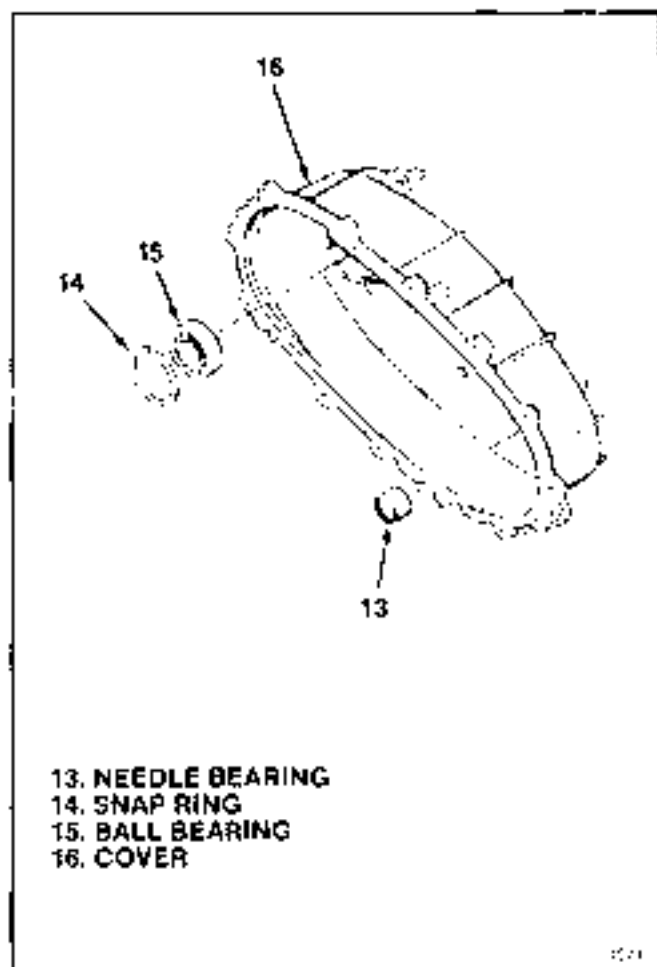 16
15
14
13
13. NEEDLE BEARING
14. SNAP RING
15. BALL BEARING
16. COVER